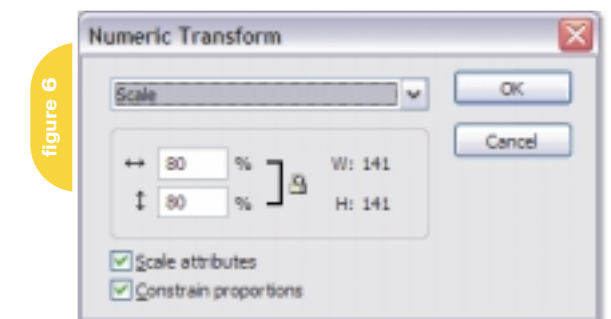 figure 6
Numeric Transform
Scale
OK
Cancel
80 % W: 141
80 % H: 141
Scale attributes
Constrain proportions